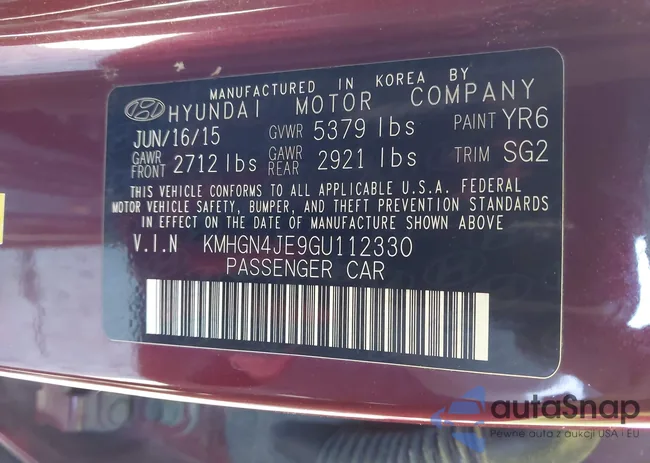 MANUFACTURED IN KOREA BY
HYUNDAI MOTOR COMPANY
JUN/16/15 GVWR 5379 lbs PAINT YR6
GAWR FRONT 2712 lbs GAWR REAR 2921 lbs TRIM SG2
THIS VEHICLE CONFORMS TO ALL APPLICABLE U.S.A. FEDERAL
MOTOR VEHICLE SAFETY, BUMPER, AND THEFT PREVENTION STANDARDS
IN EFFECT ON THE DATE OF MANUFACTURE SHOWN ABOVE
V.I.N KMHGN4JE9GU112330
PASSENGER CAR
autoSnap
Pewne auta z aukcji USA i EU